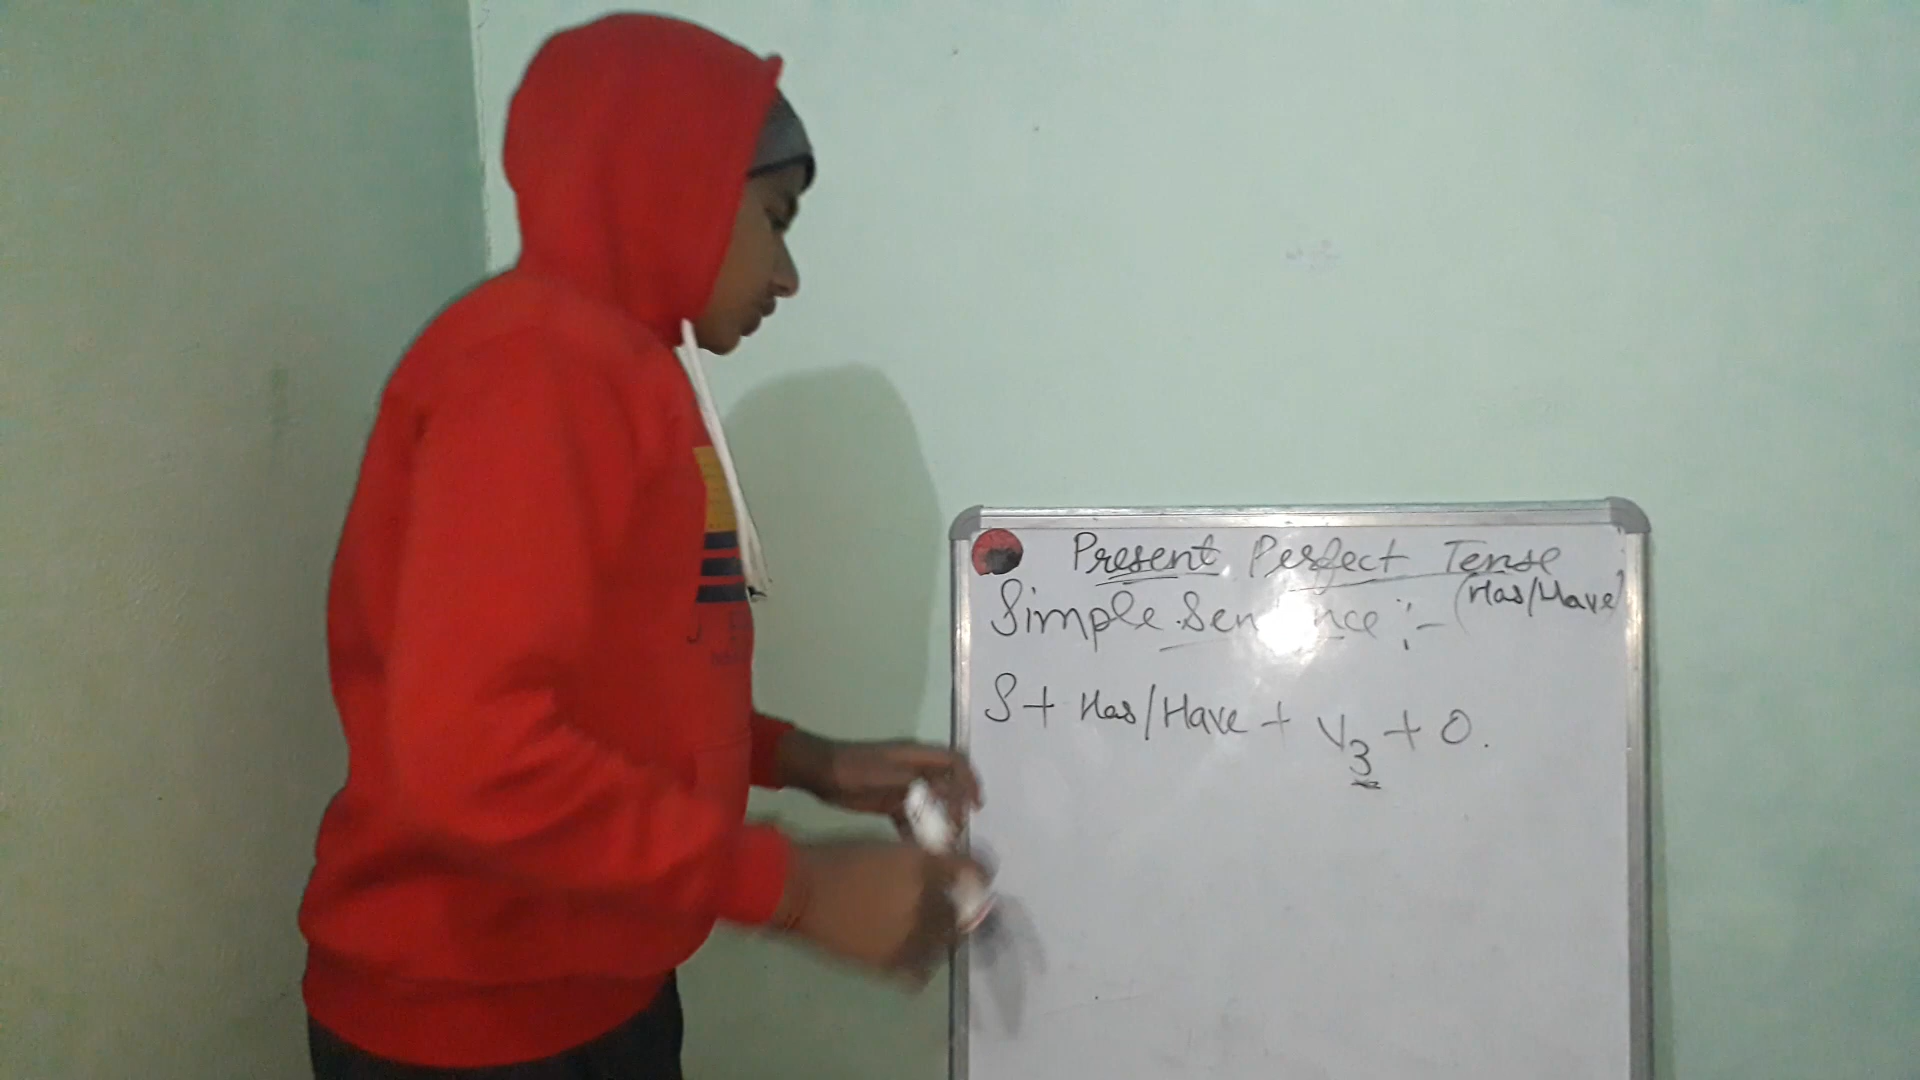 Present Perfect Tense
Simple Sentence :- (Has/Have)
S + Has/Have + V3 + O.